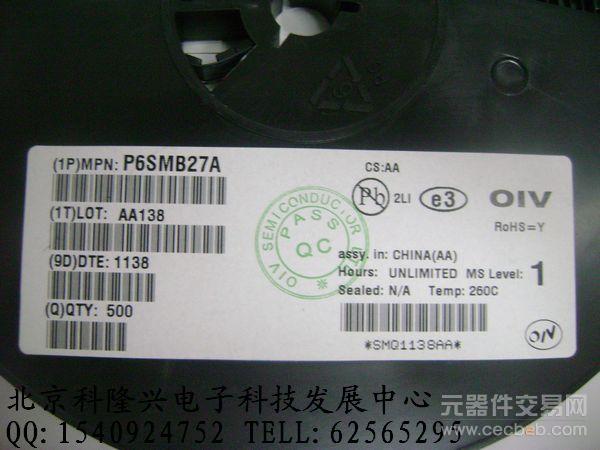 (1P)MPN: P6SMB27A
(1T)LOT: AA138
(9D)DTE: 1138
(Q)QTY: 500
OIV SEMICONDUCTOR
PASS
QC
CS:AA
Pb
2LI
e3
OIV
RoHS=Y
assy. in: CHINA(AA)
Hours: UNLIMITED MS Level: 1
Sealed: N/A Temp: 260C
*SMQ1138AA*
OIV
北京科隆兴电子科技发展中心
QQ: 1540924752 TELL: 62565295
元器件交易网
www.cecb2b.com